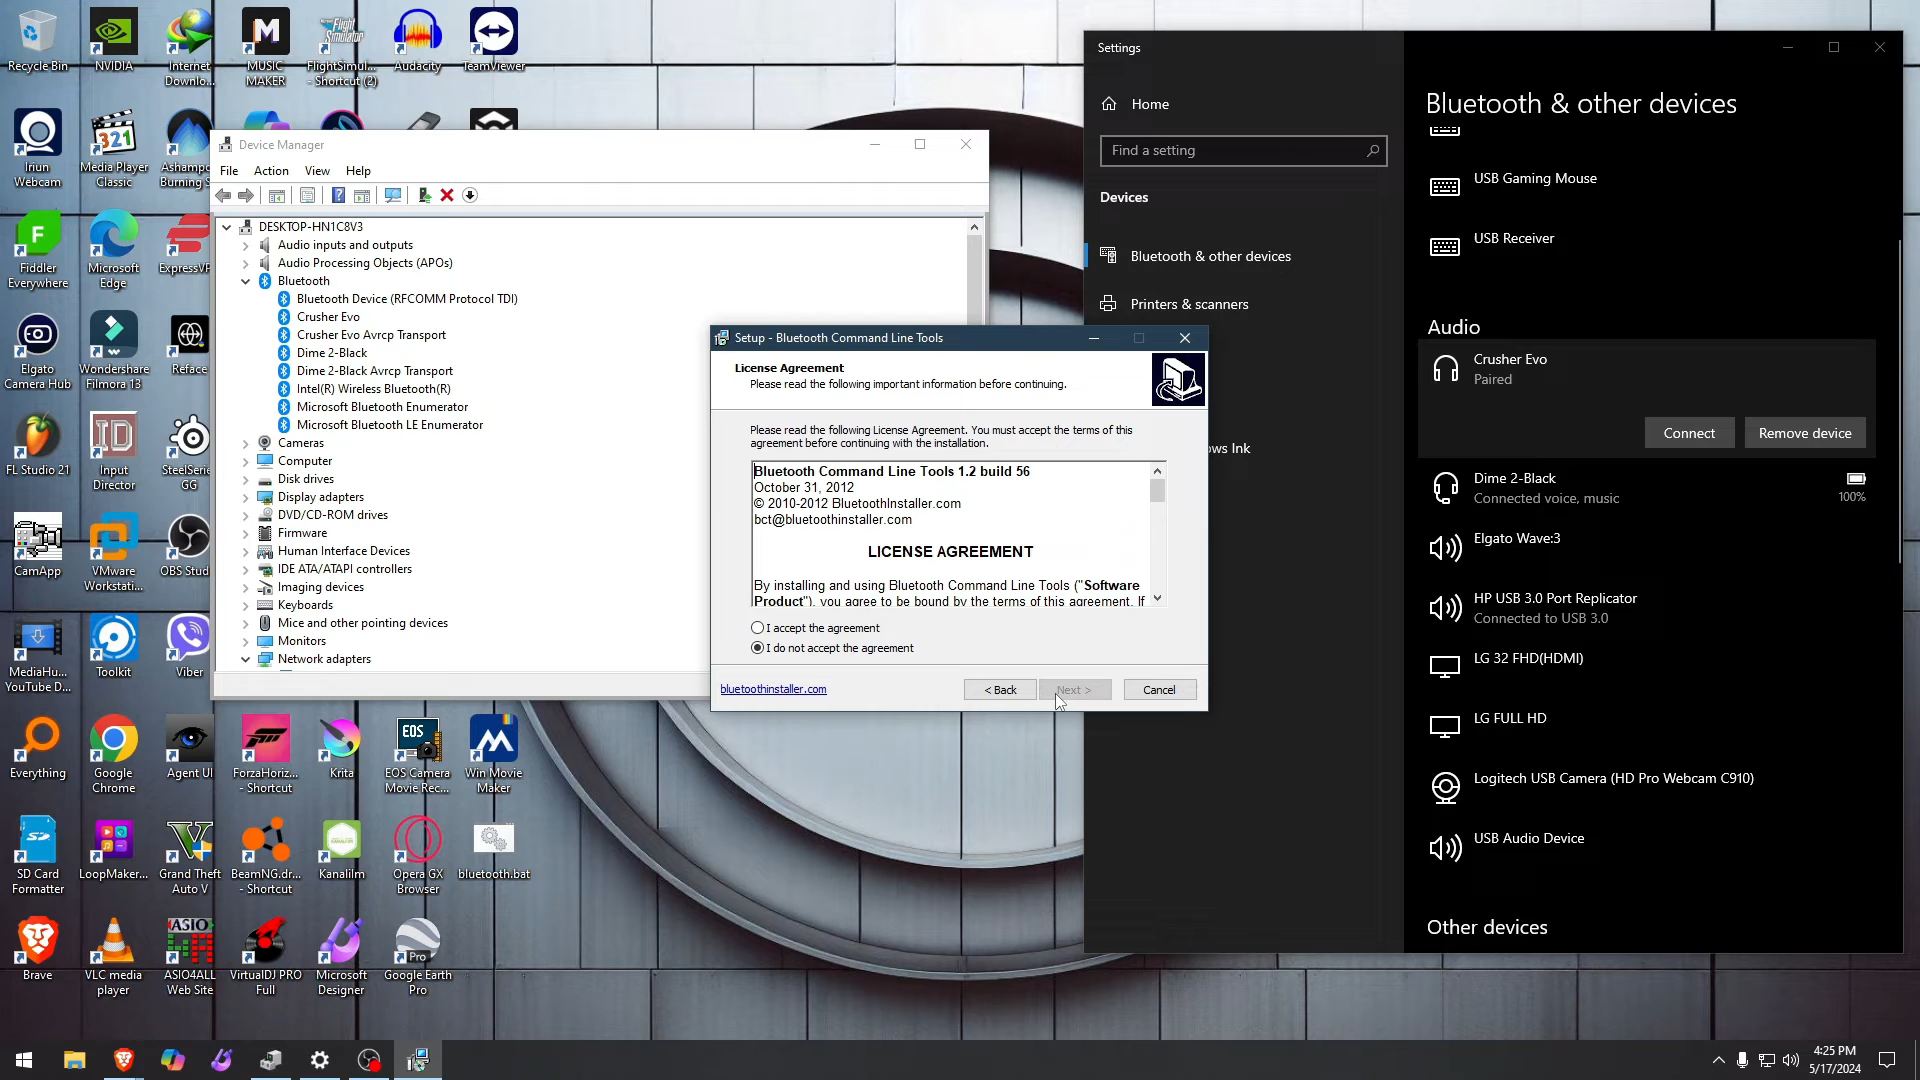 Recycle Bin
NVIDIA
Internet
Downlo...
MUSIC
MAKER
FlightSimul...
- Shortcut (2)
Audacity
TeamViewer
Iriun
Webcam
Media Player
Classic
Ashampo
Burning S
Fiddler
Everywhere
Microsoft
Edge
ExpressVP
Elgato
Camera Hub
Wondershare
Filmora 13
Reface
FL Studio 21
Input
Director
SteelSerie
GG
CamApp
VMware
Workstati...
OBS Stud
MediaHu...
YouTube D...
Toolkit
Viber
Everything
Google
Chrome
Agent UI
ForzaHoriz...
- Shortcut
Krita
EOS Camera
Movie Rec...
Win Movie
Maker
SD Card
Formatter
LoopMaker...
Grand Theft
Auto V
BeamNG.dr...
- Shortcut
Kanalilm
Opera GX
Browser
bluetooth.bat
Brave
VLC media
player
ASIO4ALL
Web Site
VirtualDJ PRO
Full
Microsoft
Designer
Google Earth
Pro
Device Manager
File Action View Help
DESKTOP-HN1C8V3
Audio inputs and outputs
Audio Processing Objects (APOs)
Bluetooth
Bluetooth Device (RFCOMM Protocol TDI)
Crusher Evo
Crusher Evo Avrcp Transport
Dime 2-Black
Dime 2-Black Avrcp Transport
Intel(R) Wireless Bluetooth(R)
Microsoft Bluetooth Enumerator
Microsoft Bluetooth LE Enumerator
Cameras
Computer
Disk drives
Display adapters
DVD/CD-ROM drives
Firmware
Human Interface Devices
IDE ATA/ATAPI controllers
Imaging devices
Keyboards
Mice and other pointing devices
Monitors
Network adapters
Setup - Bluetooth Command Line Tools
License Agreement
Please read the following important information before continuing.
Please read the following License Agreement. You must accept the terms of this
agreement before continuing with the installation.
Bluetooth Command Line Tools 1.2 build 56
October 31, 2012
© 2010-2012 BluetoothInstaller.com
bct@bluetoothinstaller.com
LICENSE AGREEMENT
By installing and using Bluetooth Command Line Tools ("Software
Product"), you agree to be bound by the terms of this agreement. If
I accept the agreement
I do not accept the agreement
bluetoothinstaller.com
< Back
Next >
Cancel
Settings
Home
Find a setting
Devices
Bluetooth & other devices
Printers & scanners
ows Ink
Bluetooth & other devices
USB Gaming Mouse
USB Receiver
Audio
Crusher Evo
Paired
Connect
Remove device
Dime 2-Black
Connected voice, music
100%
Elgato Wave:3
HP USB 3.0 Port Replicator
Connected to USB 3.0
LG 32 FHD(HDMI)
LG FULL HD
Logitech USB Camera (HD Pro Webcam C910)
USB Audio Device
Other devices
4:25 PM
5/17/2024